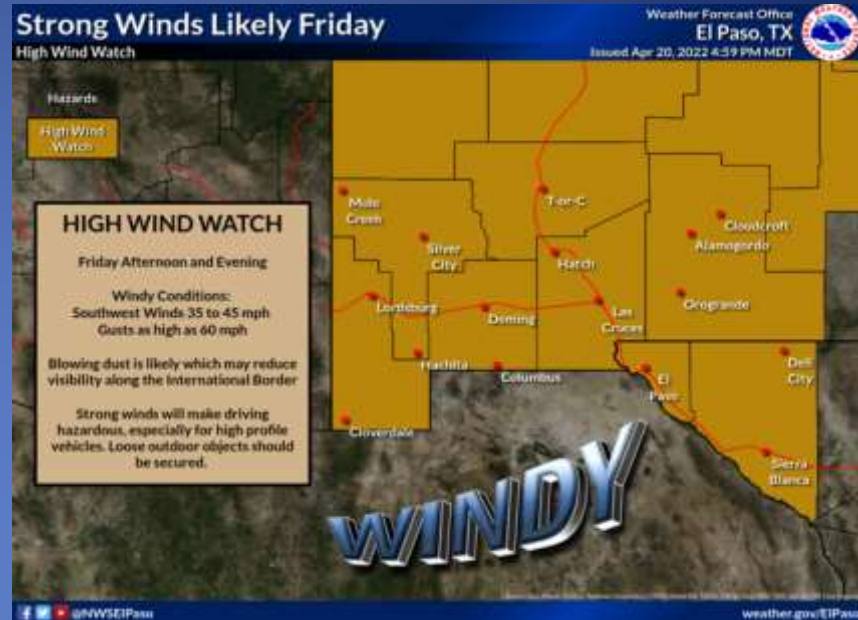 Strong Winds Likely Friday
High Wind Watch
Weather Forecast Office
El Paso, TX
Issued Apr 20, 2022 4:59 PM MDT
Hazards
High Wind
Watch
HIGH WIND WATCH
Friday Afternoon and Evening
Windy Conditions:
Southwest Winds 35 to 45 mph
Gusts as high as 60 mph
Blowing dust is likely which may reduce
visibility along the International Border
Strong winds will make driving
hazardous, especially for high profile
vehicles. Loose outdoor objects should
be secured.
Mule
Creek
T-or-C
Cloudcroft
Alamogordo
Silver
City
Hatch
Lordsburg
Deming
Las
Cruces
Orogrande
Hachita
Columbus
El
Paso
Dell
City
Cloverdale
Sierra
Blanca
WINDY
@NWSElPaso
weather.gov/ElPaso